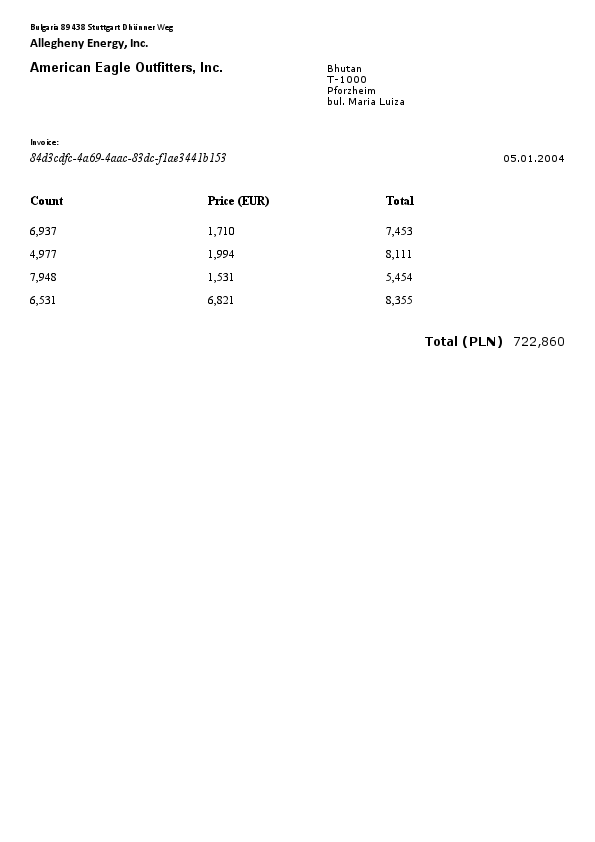 Bulgaria 89438 Stuttgart Dhünner Weg
Allegheny Energy, Inc.
American Eagle Outfitters, Inc.
Bhutan
T-1000
Pforzheim
bul. Maria Luiza
Invoice:
84d3cdfc-4a69-4aac-83dc-f1ae3441b153 05.01.2004
Count Price (EUR) Total
6,937 1,710 7,453
4,977 1,994 8,111
7,948 1,531 5,454
6,531 6,821 8,355
Total (PLN) 722,860